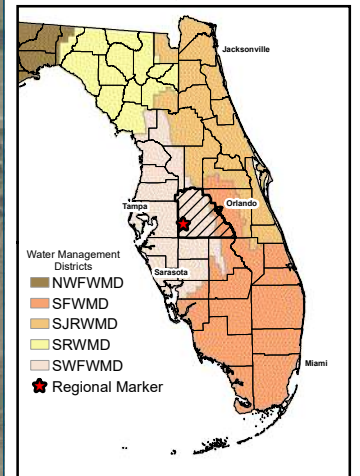 Jacksonville
Orlando
Tampa
Water Management
Districts
Sarasota
NWFWMD
SFWMD
SJRWMD
SRWMD
SWFWMD
Regional Marker
Miami